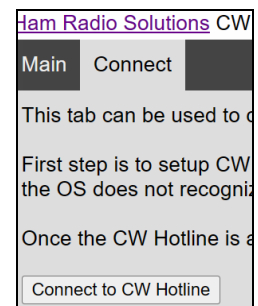 Ham Radio Solutions CW
Main Connect
This tab can be used to
First step is to setup CW
the OS does not
Once the CW Hotline is
Connect to CW Hotline